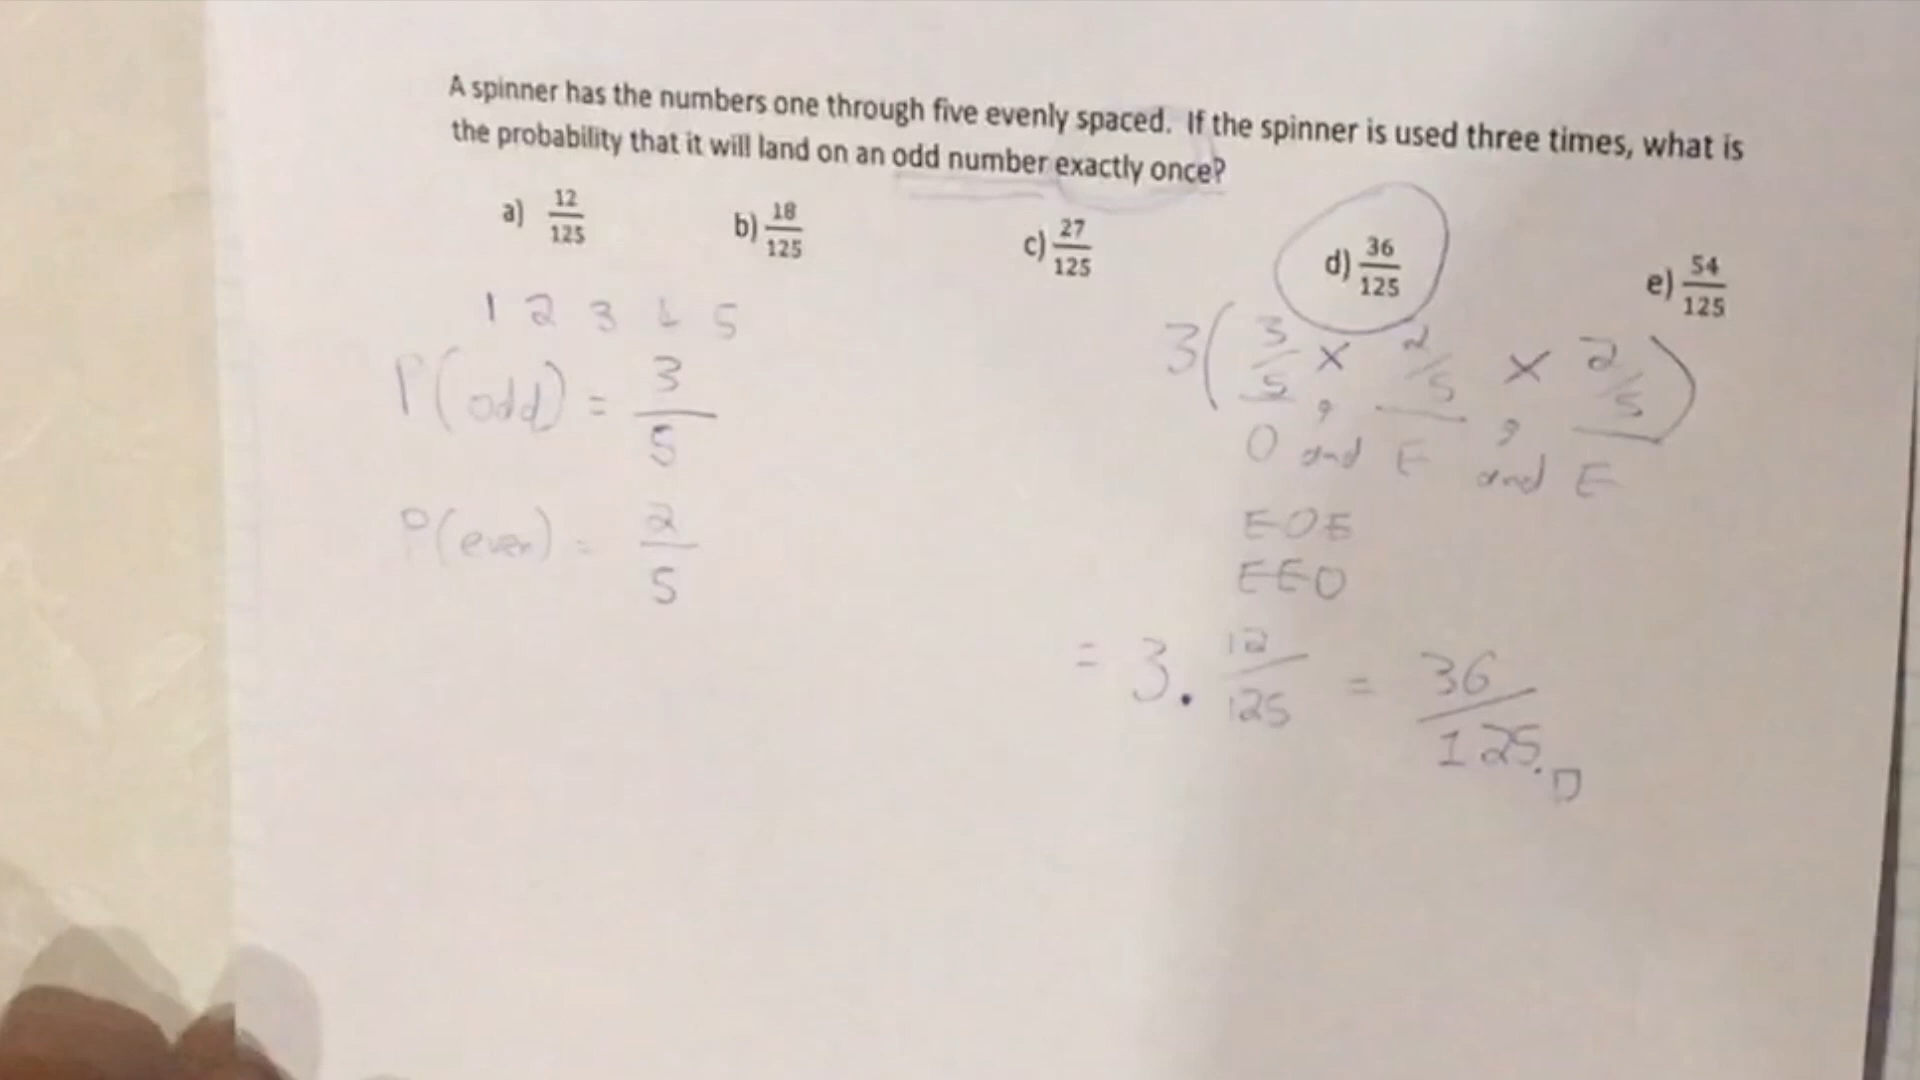 A spinner has the numbers one through five evenly spaced. If the spinner is used three times, what is
the probability that it will land on an odd number exactly once?
a) 12/125 b) 18/125 c) 27/125 d) 36/125 e) 54/125
1 2 3 4 5
P(odd) = 3/5
P(even) = 2/5
3(3/5 × 2/5 × 2/5)
O and E and E
EOE
EEO
= 3. 12/125 = 36/125.